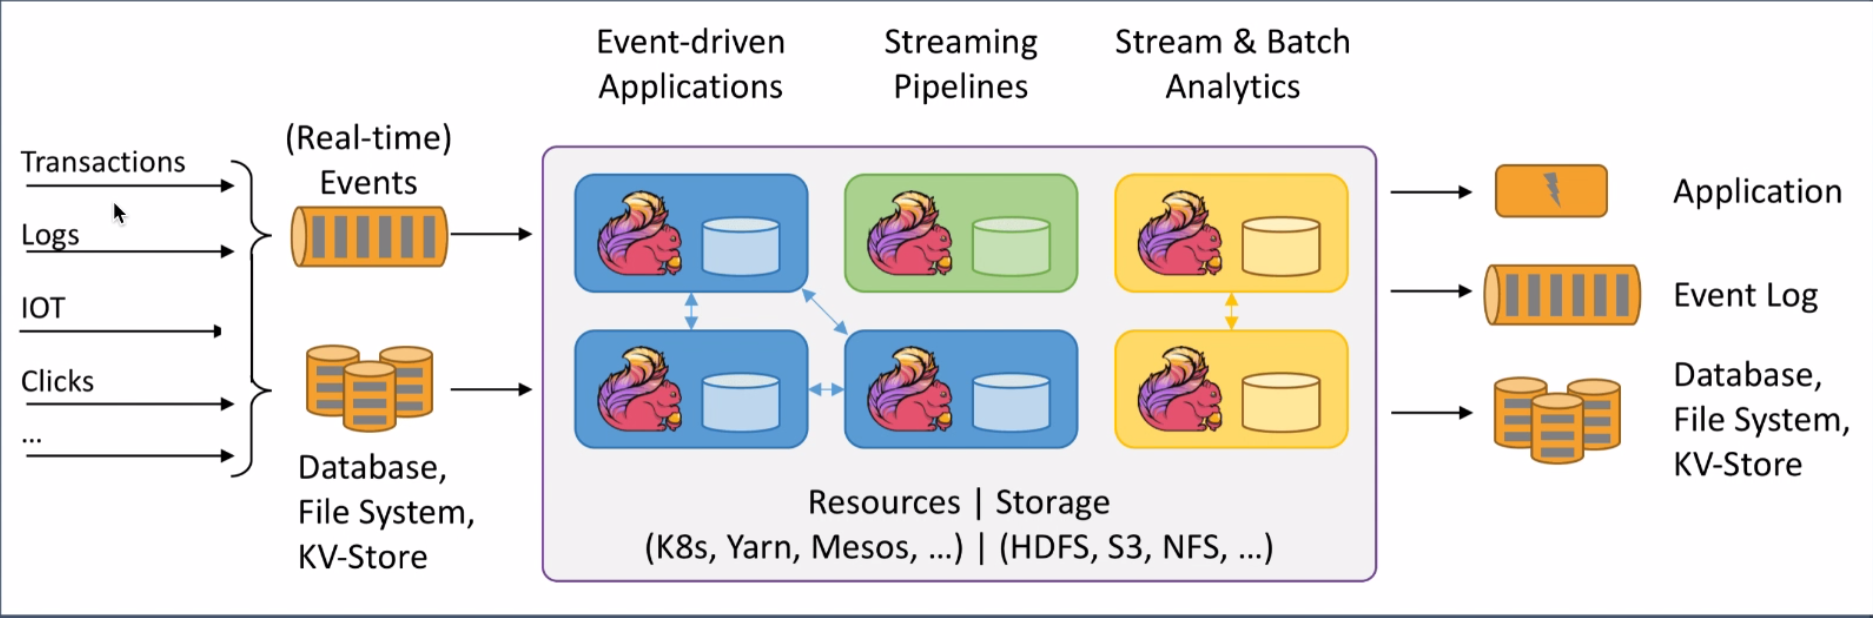 Event-driven
Applications
Streaming
Pipelines
Stream & Batch
Analytics
Transactions
Logs
IOT
Clicks
...
(Real-time)
Events
Database,
File System,
KV-Store
Resources | Storage
(K8s, Yarn, Mesos, ...) | (HDFS, S3, NFS, ...)
Application
Event Log
Database,
File System,
KV-Store